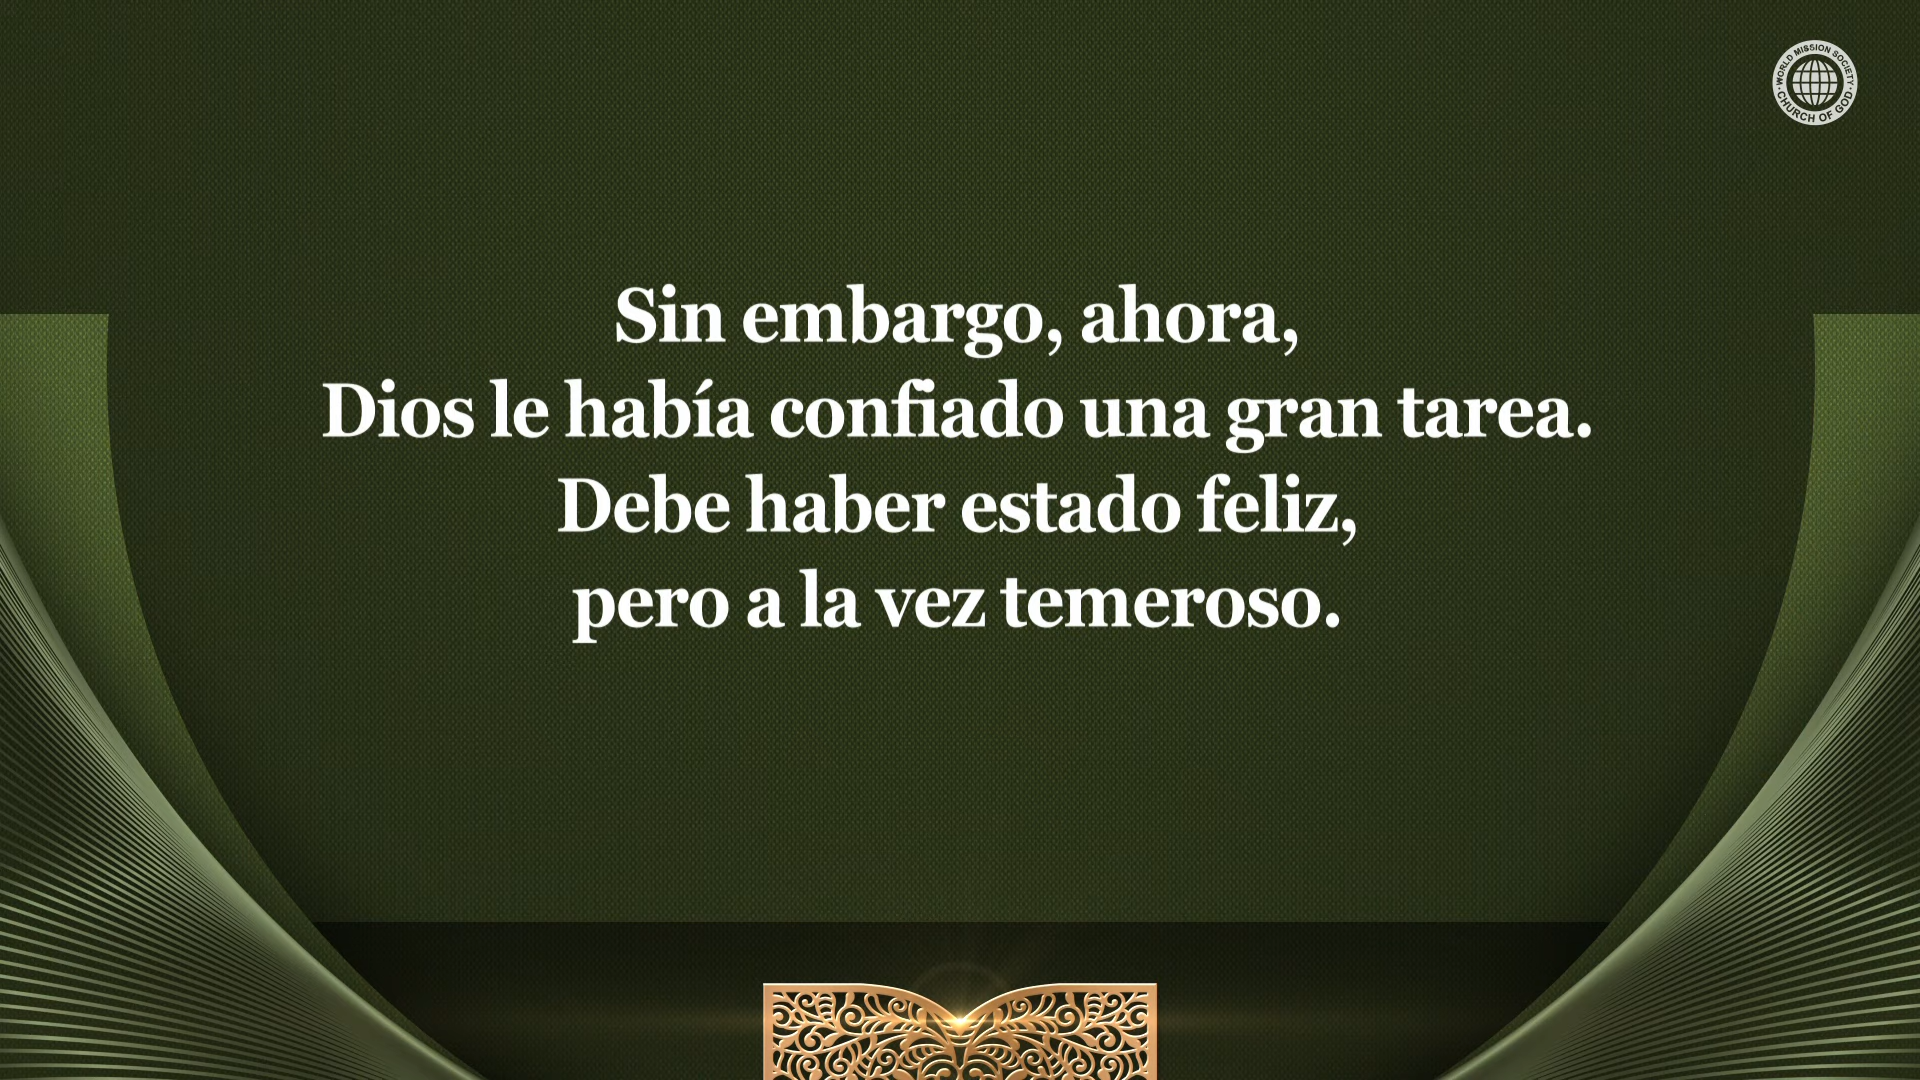 WORLD MISSION SOCIETY
CHURCH OF GOD
Sin embargo, ahora,
Dios le había confiado una gran tarea.
Debe haber estado feliz,
pero a la vez temeroso.